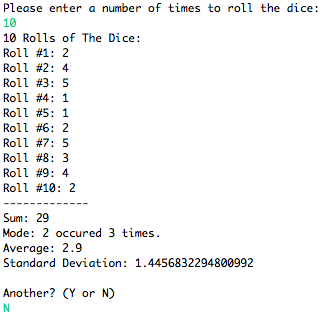 Please enter a number of times to roll the dice:
10
10 Rolls of The Dice:
Roll #1: 2
Roll #2: 4
Roll #3: 5
Roll #4: 1
Roll #5: 1
Roll #6: 2
Roll #7: 5
Roll #8: 3
Roll #9: 4
Roll #10: 2
-------------
Sum: 29
Mode: 2 occured 3 times.
Average: 2.9
Standard Deviation: 1.4456832294800992
Another? (Y or N)
N